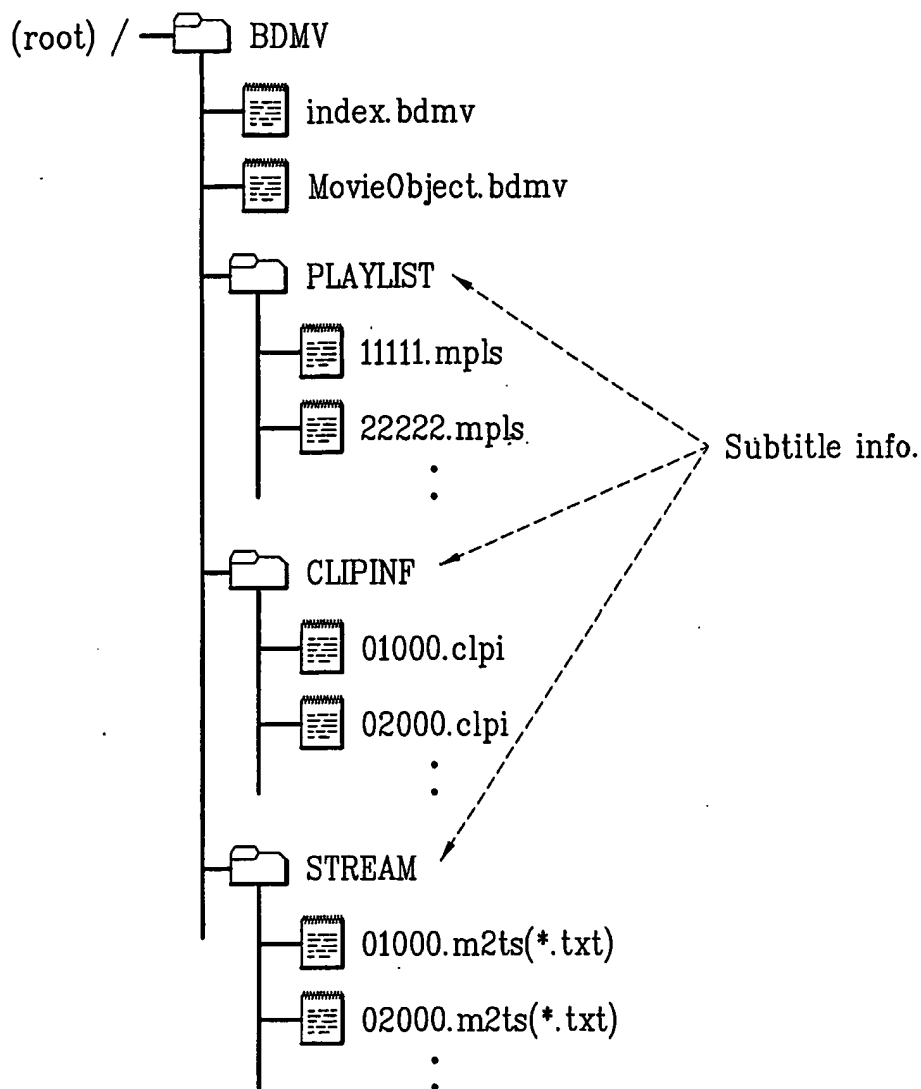 (root) / BDMV
index.bdmv
MovieObject.bdmv
PLAYLIST
11111.mpls
22222.mpls
Subtitle info.
CLIPINF
01000.clpi
02000.clpi
STREAM
01000.m2ts(*.txt)
02000.m2ts(*.txt)